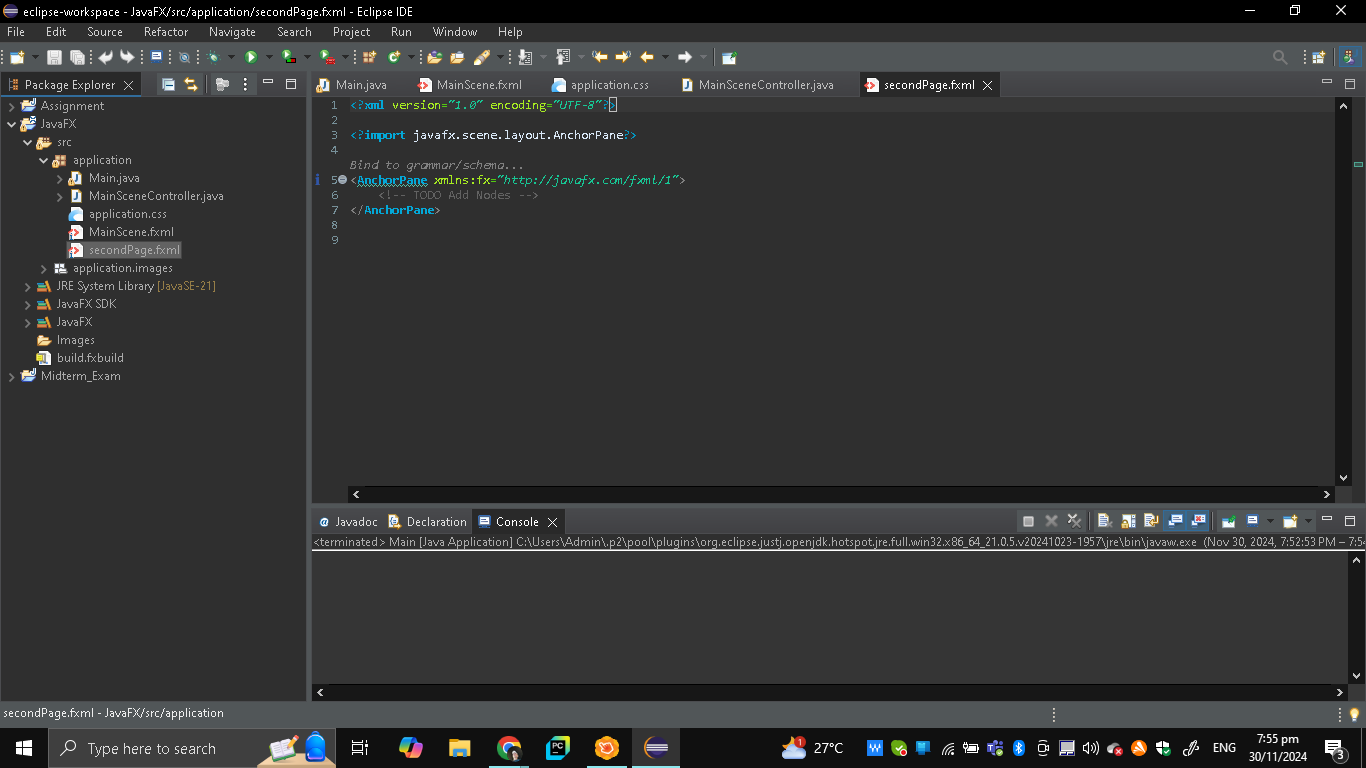 eclipse-workspace - JavaFX/src/application/secondPage.fxml - Eclipse IDE
File Edit Source Refactor Navigate Search Project Run Window Help
Package Explorer
Main.java MainScene.fxml application.css MainSceneController.java secondPage.fxml
Assignment
JavaFX
src
application
Main.java
MainSceneController.java
application.css
MainScene.fxml
secondPage.fxml
application.images
JRE System Library [JavaSE-21]
JavaFX SDK
JavaFX
Images
build.fxbuild
Midterm_Exam
1 <?xml version="1.0" encoding="UTF-8"?>
2
3 <?import javafx.scene.layout.AnchorPane?>
4
Bind to grammar/schema...
5 <AnchorPane xmlns:fx="http://javafx.com/fxml/1">
6 <!-- TODO Add Nodes -->
7 </AnchorPane>
8
9
Javadoc Declaration Console
<terminated> Main [Java Application] C:\Users\Admin\.p2\pool\plugins\org.eclipse.justj.openjdk.hotspot.jre.full.win32.x86_64_21.0.5.v20241023-1957\jre\bin\javaw.exe (Nov 30, 2024, 7:52:53 PM – 7:54
secondPage.fxml - JavaFX/src/application
Type here to search
27°C
ENG
7:55 pm
30/11/2024
3